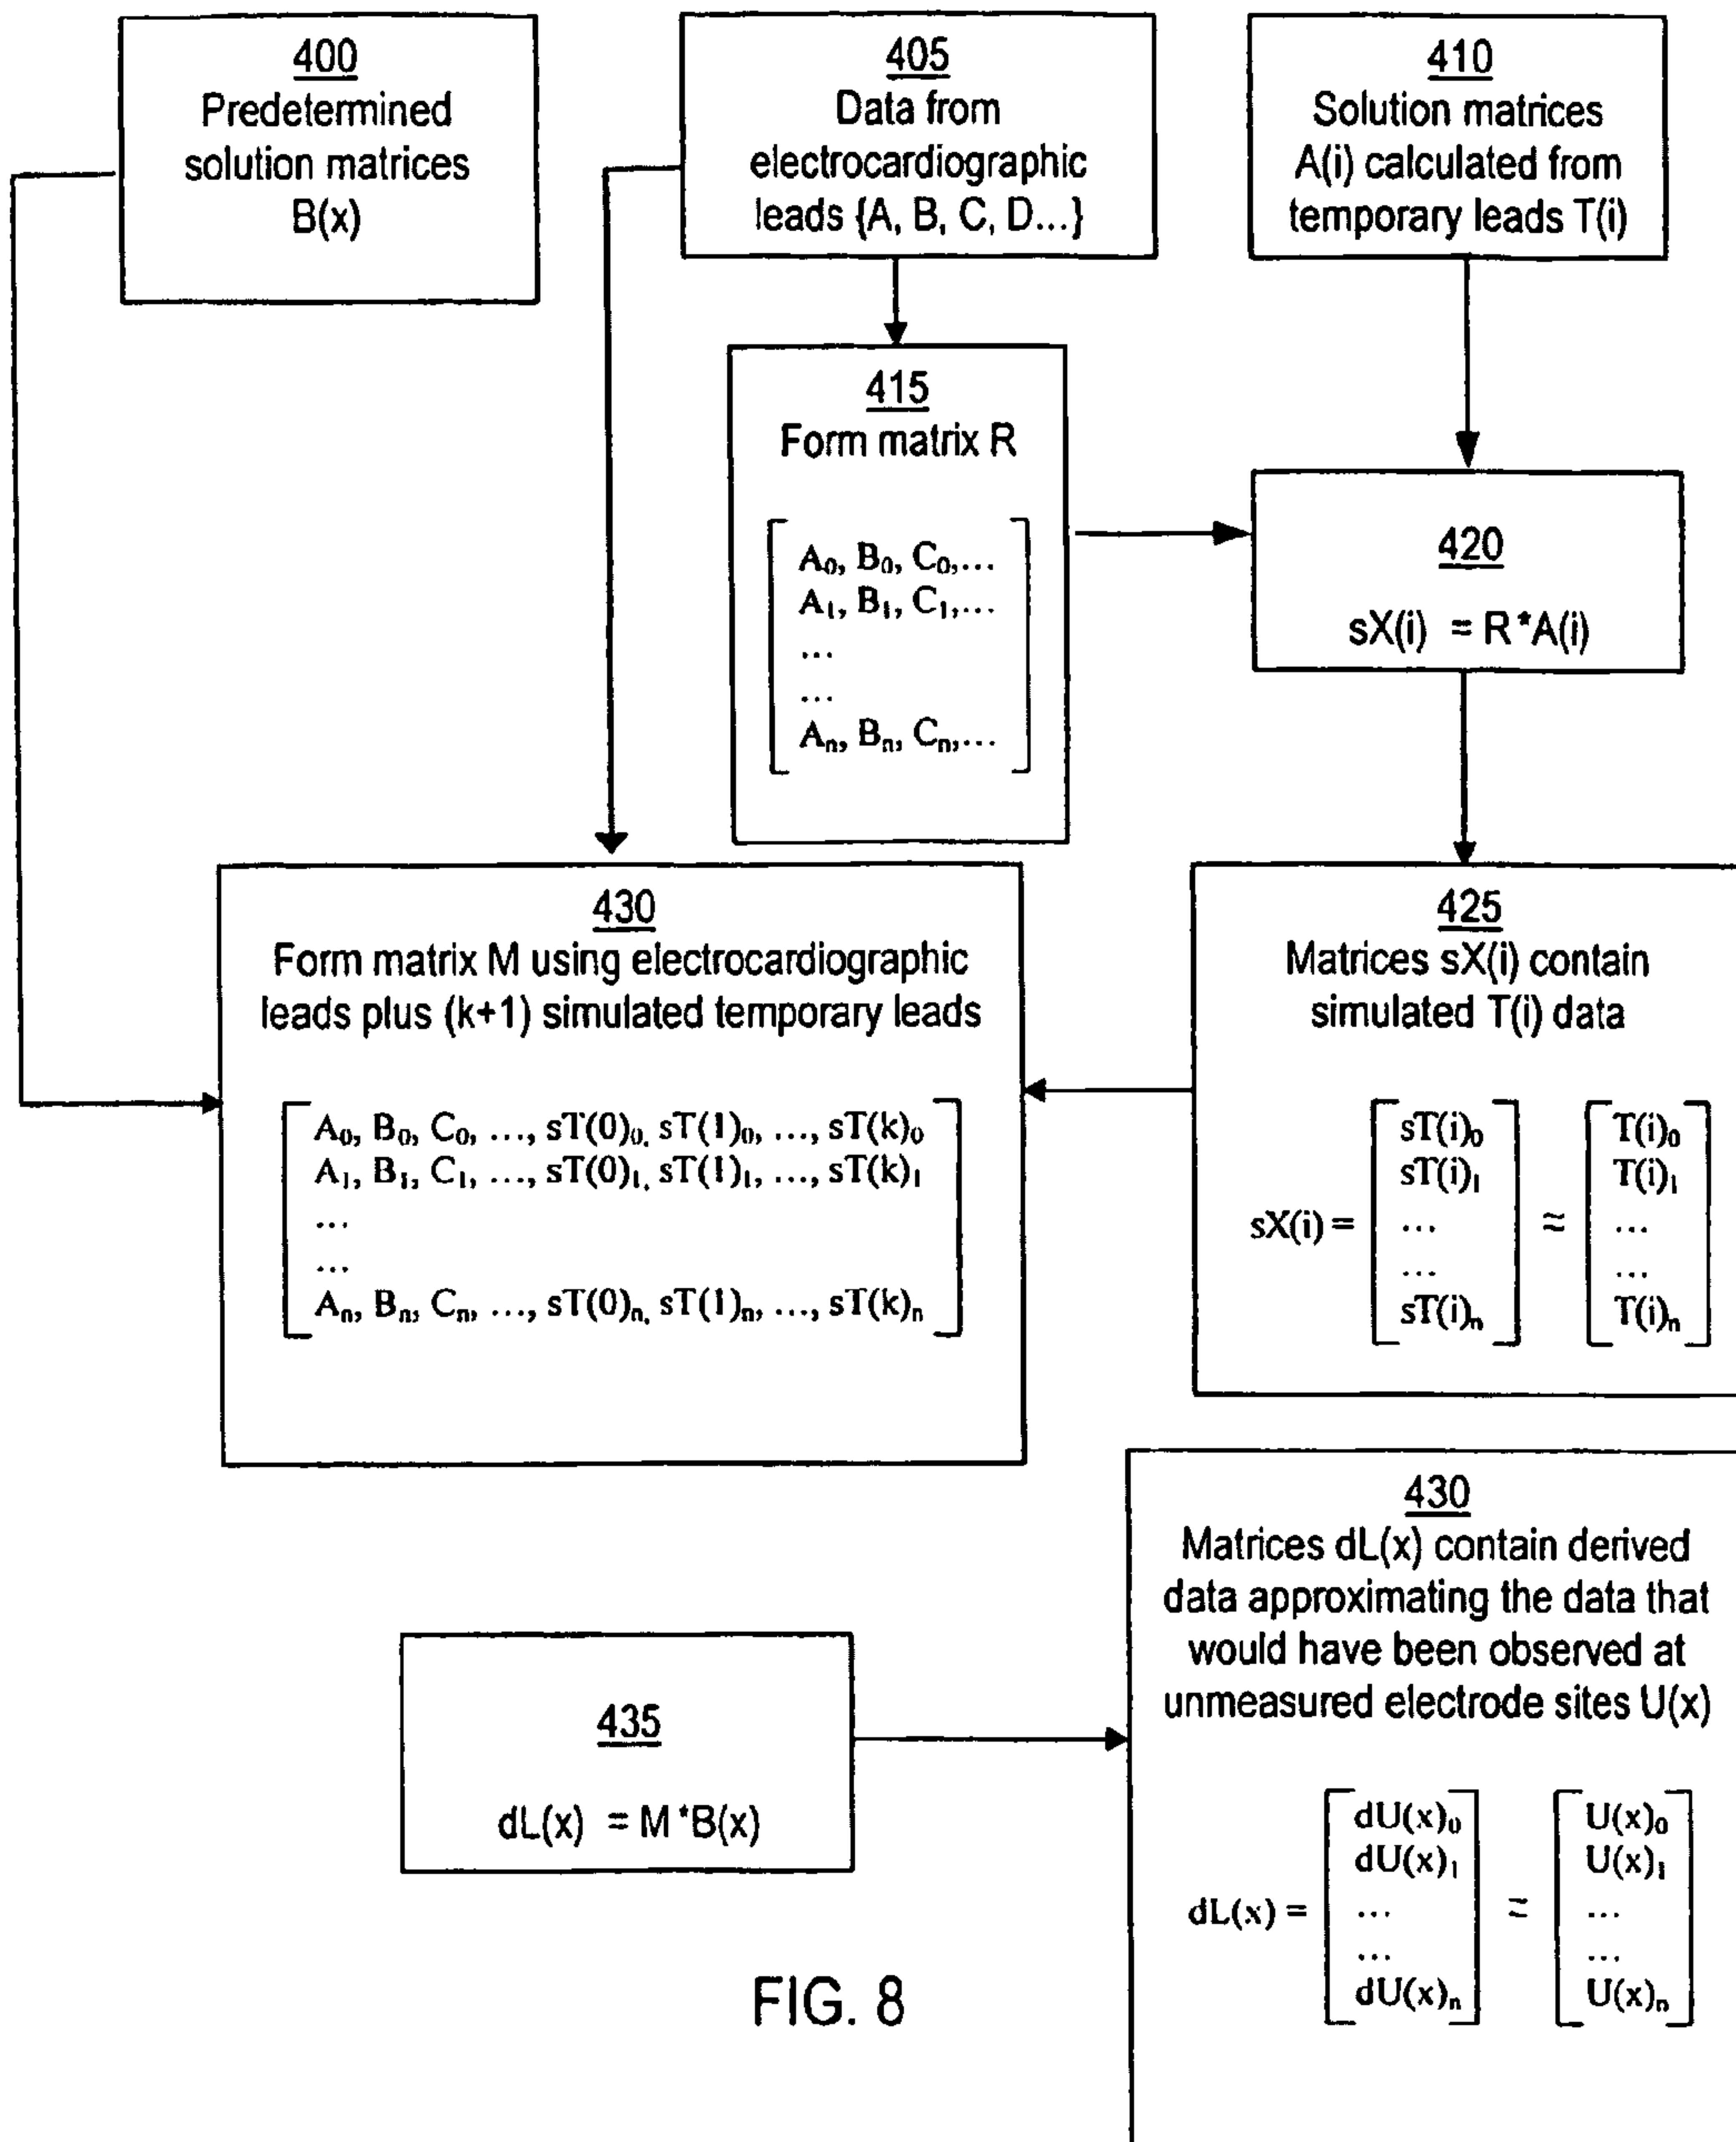 400
Predetermined
solution matrices
B(x)
405
Data from
electrocardiographic
leads {A, B, C, D...}
410
Solution matrices
A(i) calculated from
temporary leads T(i)
415
Form matrix R
A₀, B₀, C₀,...
A₁, B₁, C₁,...
...
...
Aₙ, Bₙ, Cₙ,...
420
sX(i) = R*A(i)
430
Form matrix M using electrocardiographic
leads plus (k+1) simulated temporary leads
A₀, B₀, C₀, ..., sT(0)₀, sT(1)₀, ..., sT(k)₀
A₁, B₁, C₁, ..., sT(0)₁, sT(1)₁, ..., sT(k)₁
...
...
Aₙ, Bₙ, Cₙ, ..., sT(0)ₙ, sT(1)ₙ, ..., sT(k)ₙ
425
Matrices sX(i) contain
simulated T(i) data
sT(i)₀ T(i)₀
sT(i)₁ T(i)₁
sX(i) = ... ≈ ...
... ...
sT(i)ₙ T(i)ₙ
435
dL(x) = M*B(x)
430
Matrices dL(x) contain derived
data approximating the data that
would have been observed at
unmeasured electrode sites U(x)
dU(x)₀ U(x)₀
dU(x)₁ U(x)₁
dL(x) = ... ≈ ...
... ...
dU(x)ₙ U(x)ₙ
FIG. 8